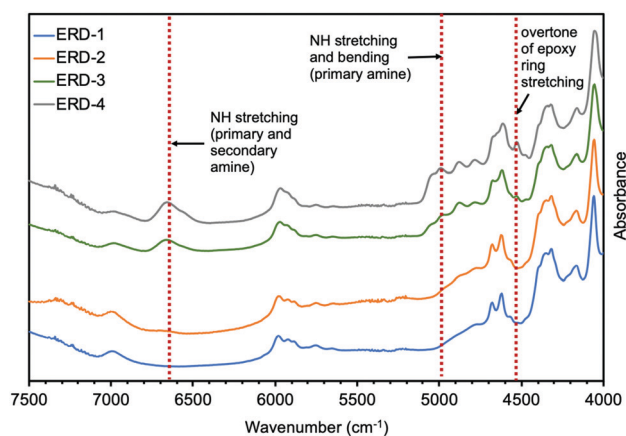 ERD-1
ERD-2
ERD-3
ERD-4
NH stretching
(primary and
secondary
amine)
NH stretching
and bending
(primary amine)
overtone
of epoxy
ring
stretching
Absorbance
7500 7000 6500 6000 5500 5000 4500 4000
Wavenumber (cm⁻¹)